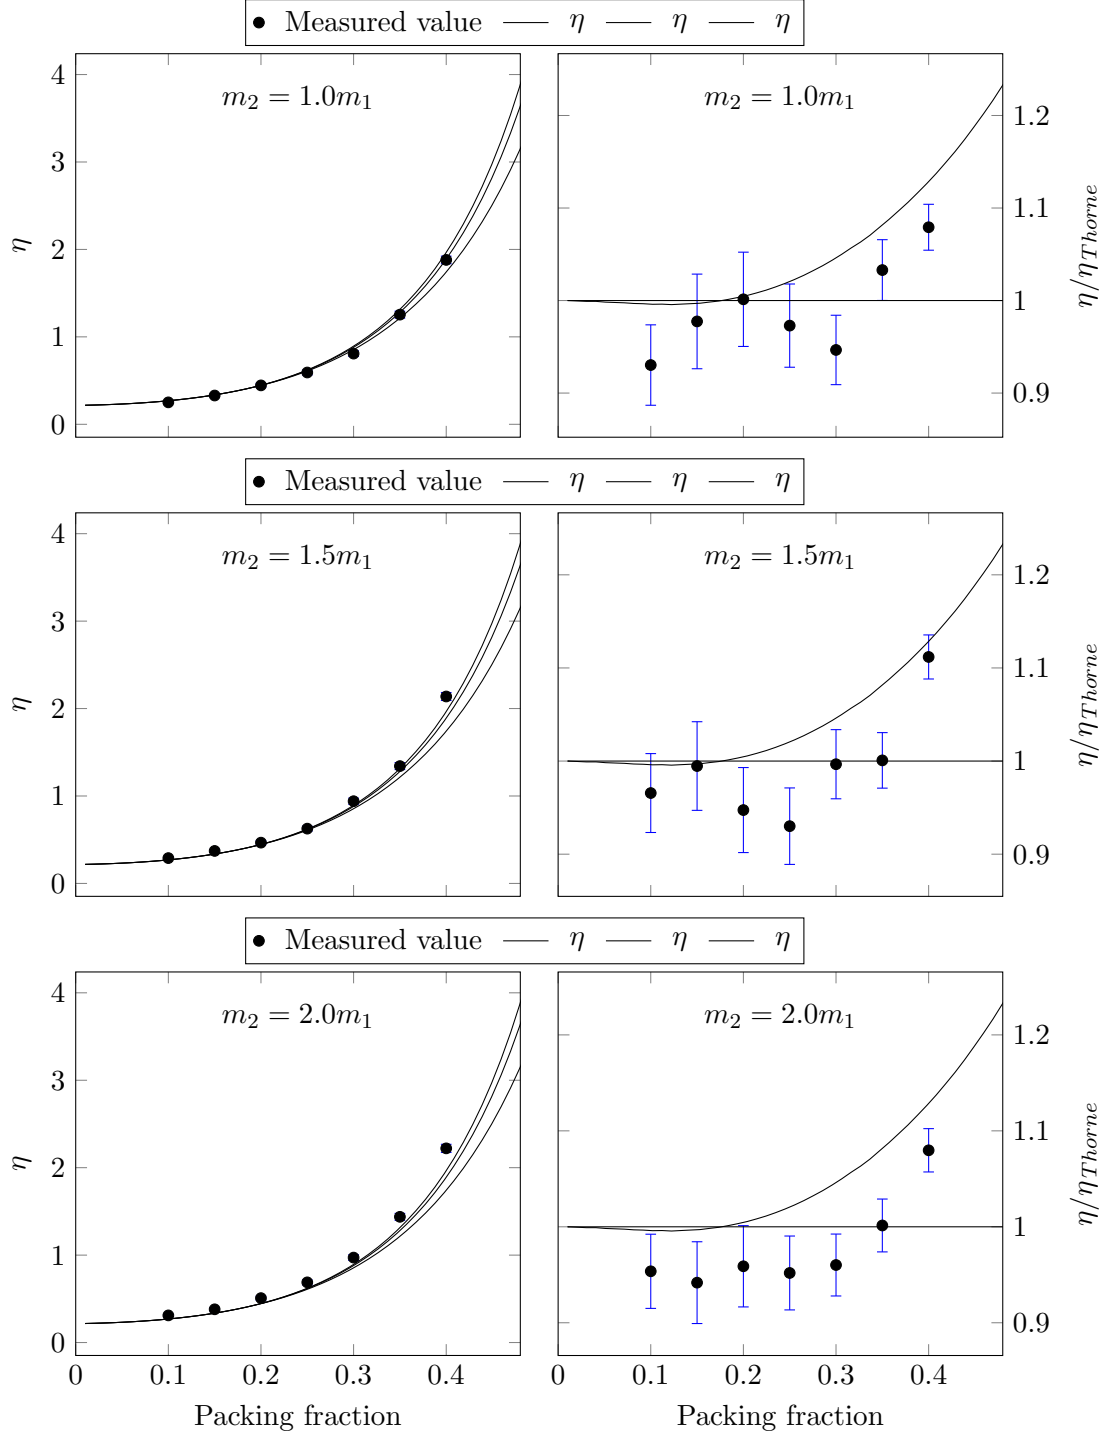 Measured value η η η
m₂ = 1.0m₁
m₂ = 1.0m₁
4
3
2
1
0
η
1.2
1.1
1
0.9
η/η_Thorne
Measured value η η η
m₂ = 1.5m₁
m₂ = 1.5m₁
4
3
2
1
0
η
1.2
1.1
1
0.9
η/η_Thorne
Measured value η η η
m₂ = 2.0m₁
m₂ = 2.0m₁
4
3
2
1
0
η
1.2
1.1
1
0.9
η/η_Thorne
0 0.1 0.2 0.3 0.4
0.1 0.2 0.3 0.4
Packing fraction
Packing fraction